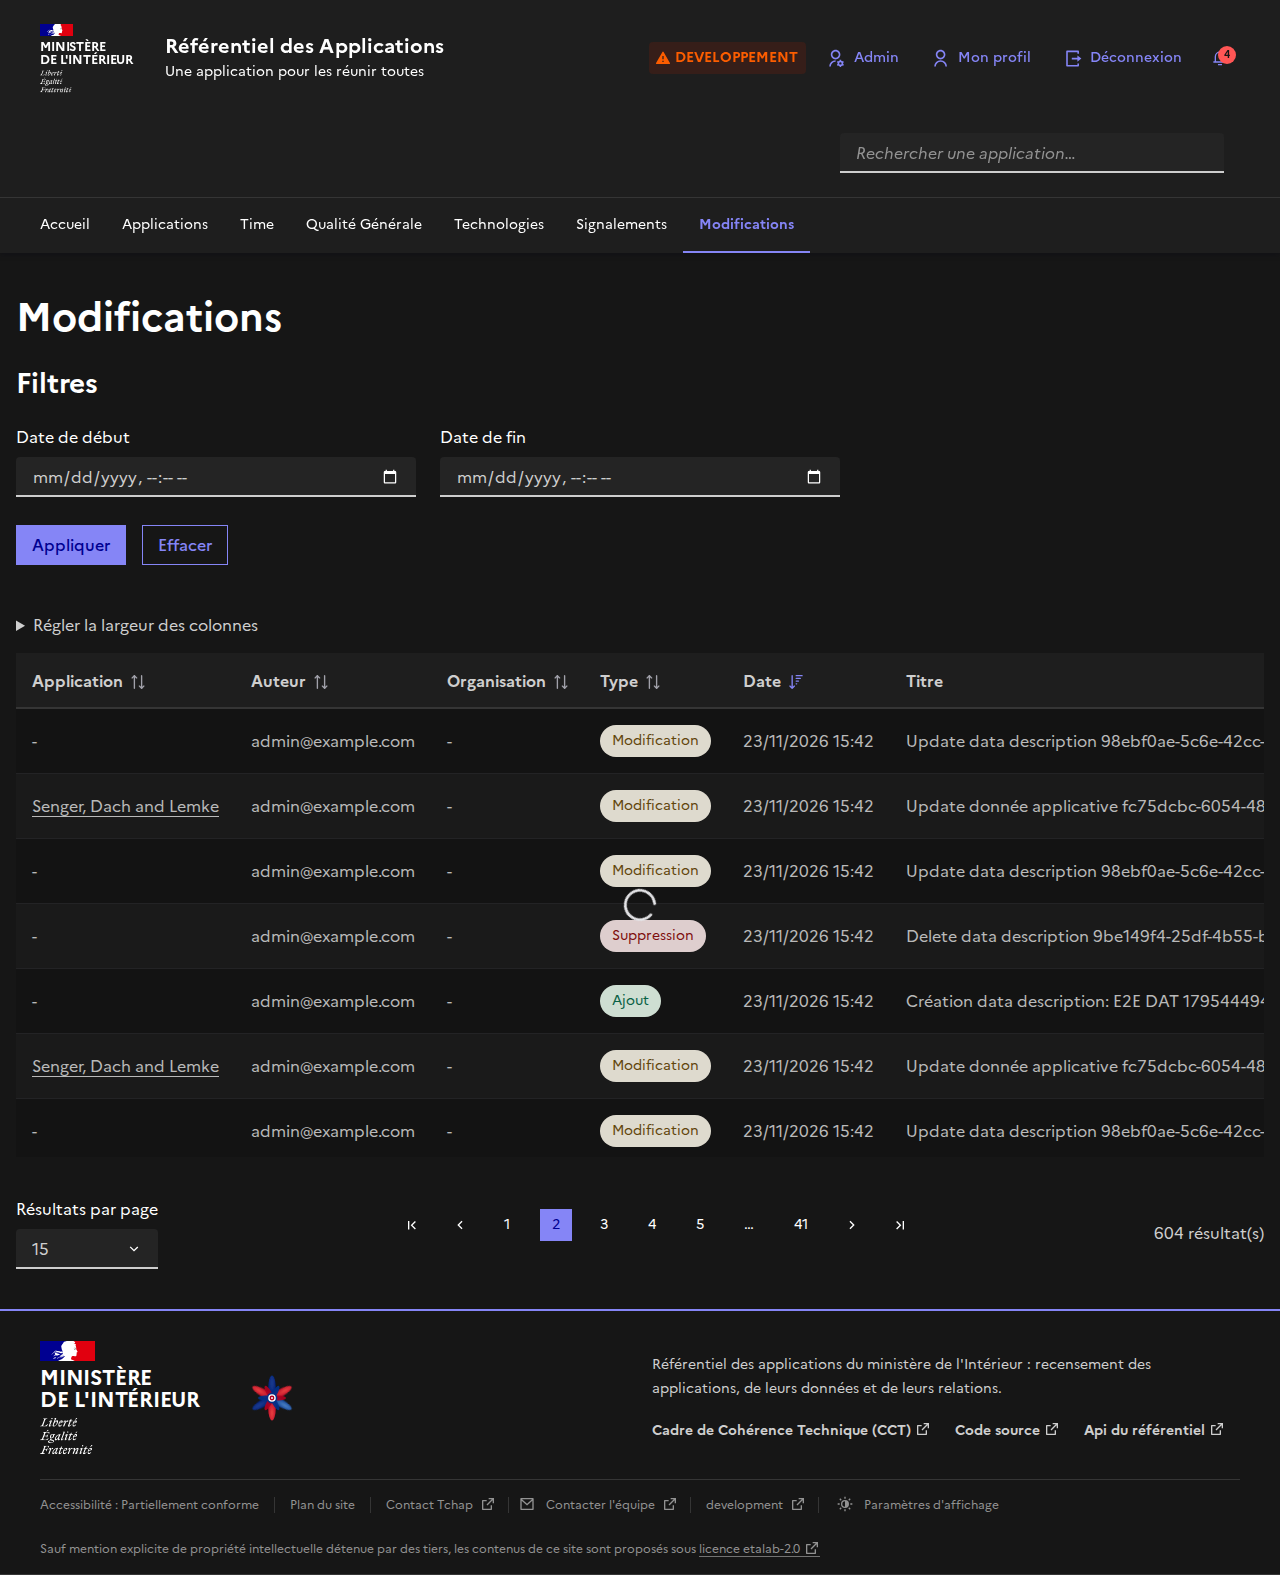 MINISTÈRE
DE L'INTÉRIEUR
Liberté
Égalité
Fraternité
Référentiel des Applications
Une application pour les réunir toutes
DEVELOPPEMENT
Admin
Mon profil
Déconnexion
4
Rechercher une application…
Accueil
Applications
Time
Qualité Générale
Technologies
Signalements
Modifications
Modifications
Filtres
Date de début
Date de fin
mm/dd/yyyy, --:-- --
mm/dd/yyyy, --:-- --
Appliquer
Effacer
Régler la largeur des colonnes
Application
Auteur
Organisation
Type
Date
Titre
- admin@example.com - Modification 23/11/2026 15:42 Update data description 98ebf0ae-5c6e-42cc-
Senger, Dach and Lemke admin@example.com - Modification 23/11/2026 15:42 Update donnée applicative fc75dcbc-6054-48
- admin@example.com - Modification 23/11/2026 15:42 Update data description 98ebf0ae-5c6e-42cc-
- admin@example.com - Suppression 23/11/2026 15:42 Delete data description 9be149f4-25df-4b55-b
- admin@example.com - Ajout 23/11/2026 15:42 Création data description: E2E DAT 179544494
Senger, Dach and Lemke admin@example.com - Modification 23/11/2026 15:42 Update donnée applicative fc75dcbc-6054-48
- admin@example.com - Modification 23/11/2026 15:42 Update data description 98ebf0ae-5c6e-42cc-
Résultats par page
15
1 2 3 4 5 … 41
604 résultat(s)
MINISTÈRE
DE L'INTÉRIEUR
Liberté
Égalité
Fraternité
Référentiel des applications du ministère de l'Intérieur : recensement des
applications, de leurs données et de leurs relations.
Cadre de Cohérence Technique (CCT)
Code source
Api du référentiel
Accessibilité : Partiellement conforme
Plan du site
Contact Tchap
Contacter l'équipe
development
Paramètres d'affichage
Sauf mention explicite de propriété intellectuelle détenue par des tiers, les contenus de ce site sont proposés sous licence etalab-2.0